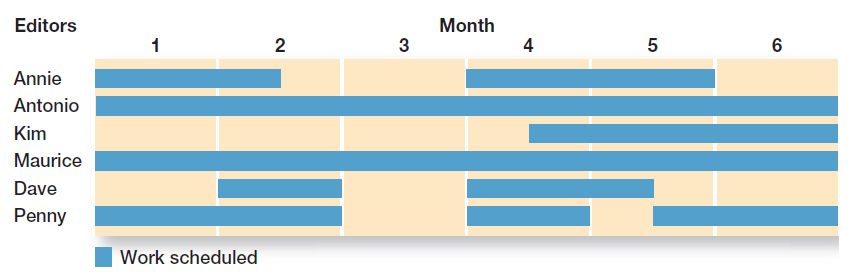 Editors
Month
1 2 3 4 5 6
Annie
Antonio
Kim
Maurice
Dave
Penny
Work scheduled